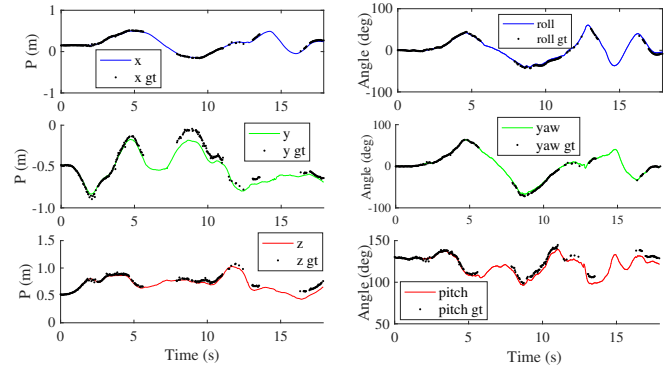 1
0
-1
P (m)
x
x gt
0 5 10 15
100
0
-100
Angle (deg)
roll
roll gt
0 5 10 15
0
-0.5
-1.0
P (m)
y
y gt
0 5 10 15
100
0
-100
Angle (deg)
yaw
yaw gt
0 5 10 15
1.5
1.0
0.5
0
P (m)
z
z gt
0 5 10 15
Time (s)
150
100
50
Angle (deg)
pitch
pitch gt
0 5 10 15
Time (s)